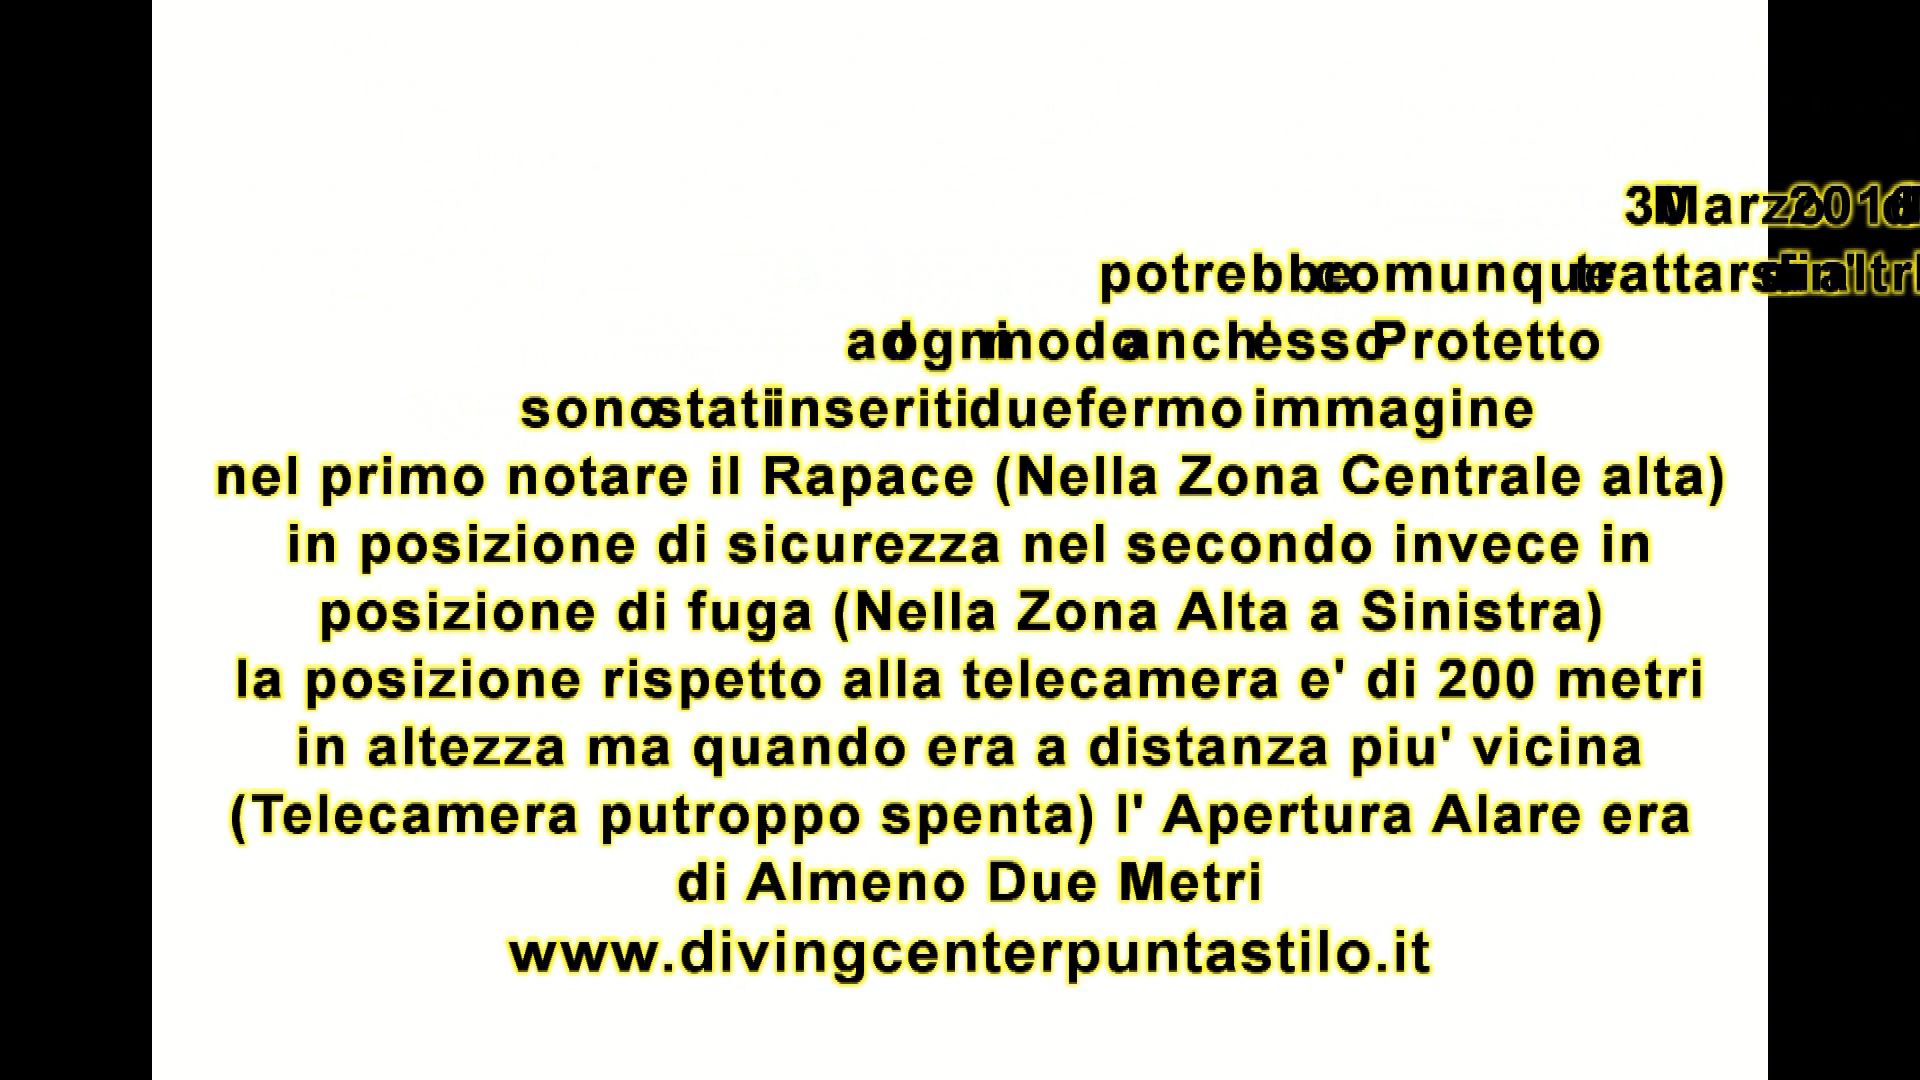 30 Marzo
potrebbe comunque trattarsi
ad ogni modo anch'esso Protetto
sono stati inseriti due fermo immagine
nel primo notare il Rapace (Nella Zona Centrale alta)
in posizione di sicurezza nel secondo invece in
posizione di fuga (Nella Zona Alta a Sinistra)
la posizione rispetto alla telecamera e' di 200 metri
in altezza ma quando era a distanza piu' vicina
(Telecamera putroppo spenta) l' Apertura Alare era
di Almeno Due Metri
www.divingcenterpuntastilo.it